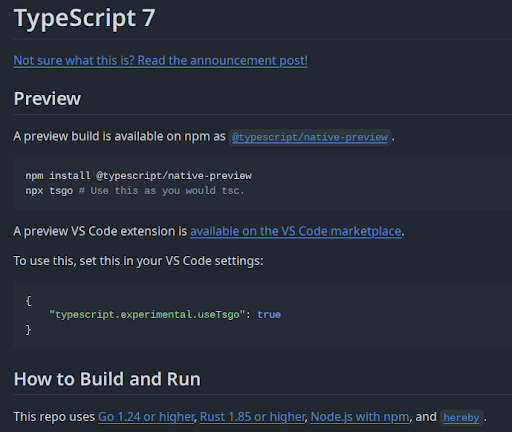 TypeScript 7
Not sure what this is? Read the announcement post!
Preview
A preview build is available on npm as @typescript/native-preview.
npm install @typescript/native-preview
npx tsgo # Use this as you would tsc.
A preview VS Code extension is available on the VS Code marketplace.
To use this, set this in your VS Code settings:
{
    "typescript.experimental.useTsgo": true
}
How to Build and Run
This repo uses Go 1.24 or higher, Rust 1.85 or higher, Node.js with npm, and hereby.